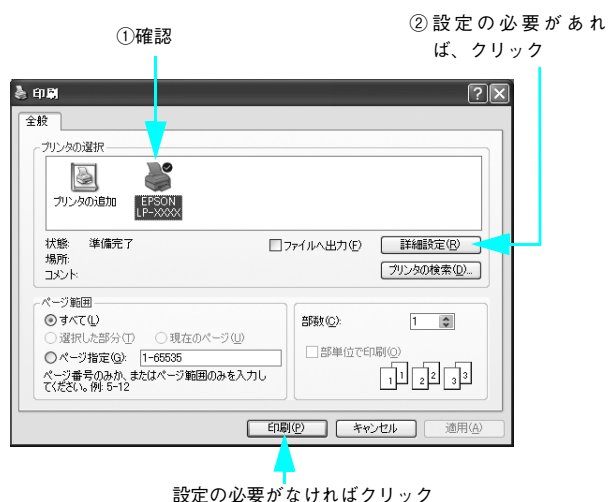 ①確認
②設定の必要があれ
ば、クリック
印刷
全般
プリンタの選択
プリンタの追加
EPSON
LP-XXXX
状態: 準備完了
場所:
コメント:
ファイルへ出力(F)
詳細設定(R)
プリンタの検索(D)...
ページ範囲
すべて(L)
選択した部分(T) 現在のページ(U)
ページ指定(G): 1-65535
ページ番号のみか、またはページ範囲のみを入力し
てください。例: 5-12
部数(C): 1
部単位で印刷(O)
1 1 2 2 3 3
印刷(P) キャンセル 適用(A)
設定の必要がなければクリック